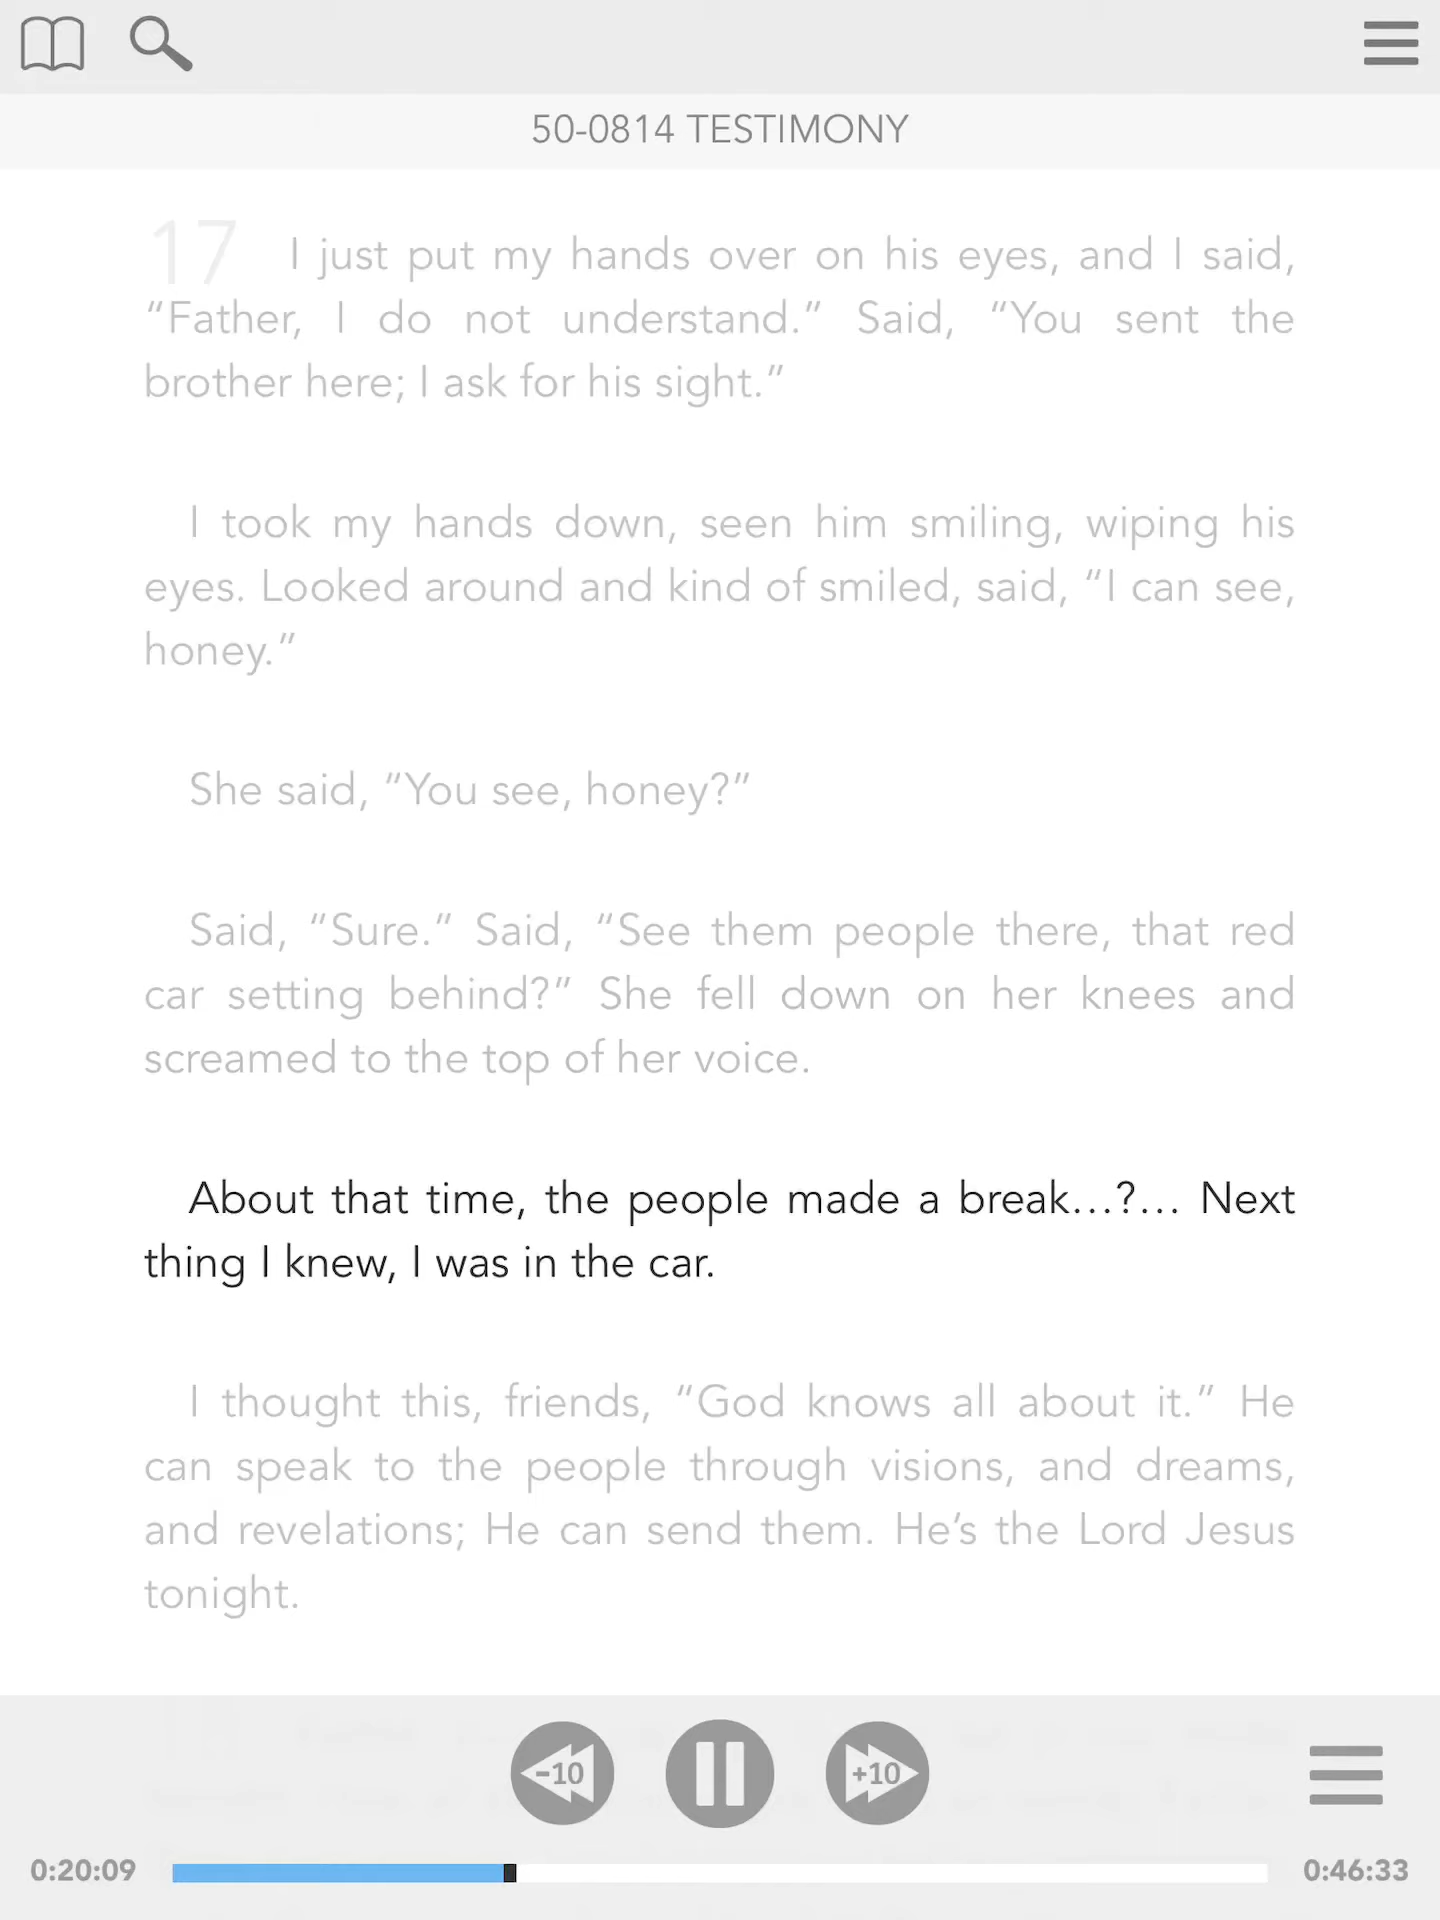 50-0814 TESTIMONY
17 I just put my hands over on his eyes, and I said,
“Father, I do not understand.” Said, “You sent the
brother here; I ask for his sight.”
I took my hands down, seen him smiling, wiping his
eyes. Looked around and kind of smiled, said, “I can see,
honey.”
She said, “You see, honey?”
Said, “Sure.” Said, “See them people there, that red
car setting behind?” She fell down on her knees and
screamed to the top of her voice.
About that time, the people made a break…?… Next
thing I knew, I was in the car.
I thought this, friends, “God knows all about it.” He
can speak to the people through visions, and dreams,
and revelations; He can send them. He’s the Lord Jesus
tonight.
-10 +10
0:20:09 0:46:33